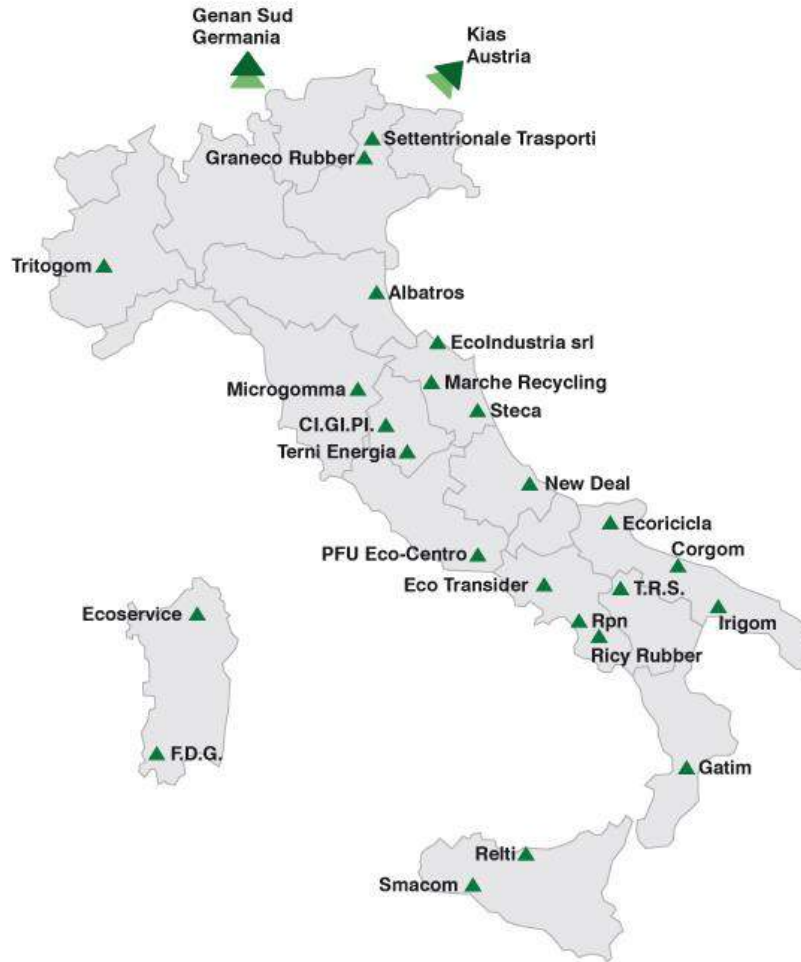 Genan Sud
Germania
Kias
Austria
Settentrionale Trasporti
Graneco Rubber
Tritogom
Albatros
EcoIndustria srl
Marche Recycling
Microgomma
Steca
CI.GI.PI.
Terni Energia
New Deal
Ecoricicla
PFU Eco-Centro
Corgom
Eco Transider
T.R.S.
Ecoservice
Rpn
Irigom
Ricy Rubber
F.D.G.
Gatim
Relti
Smacom